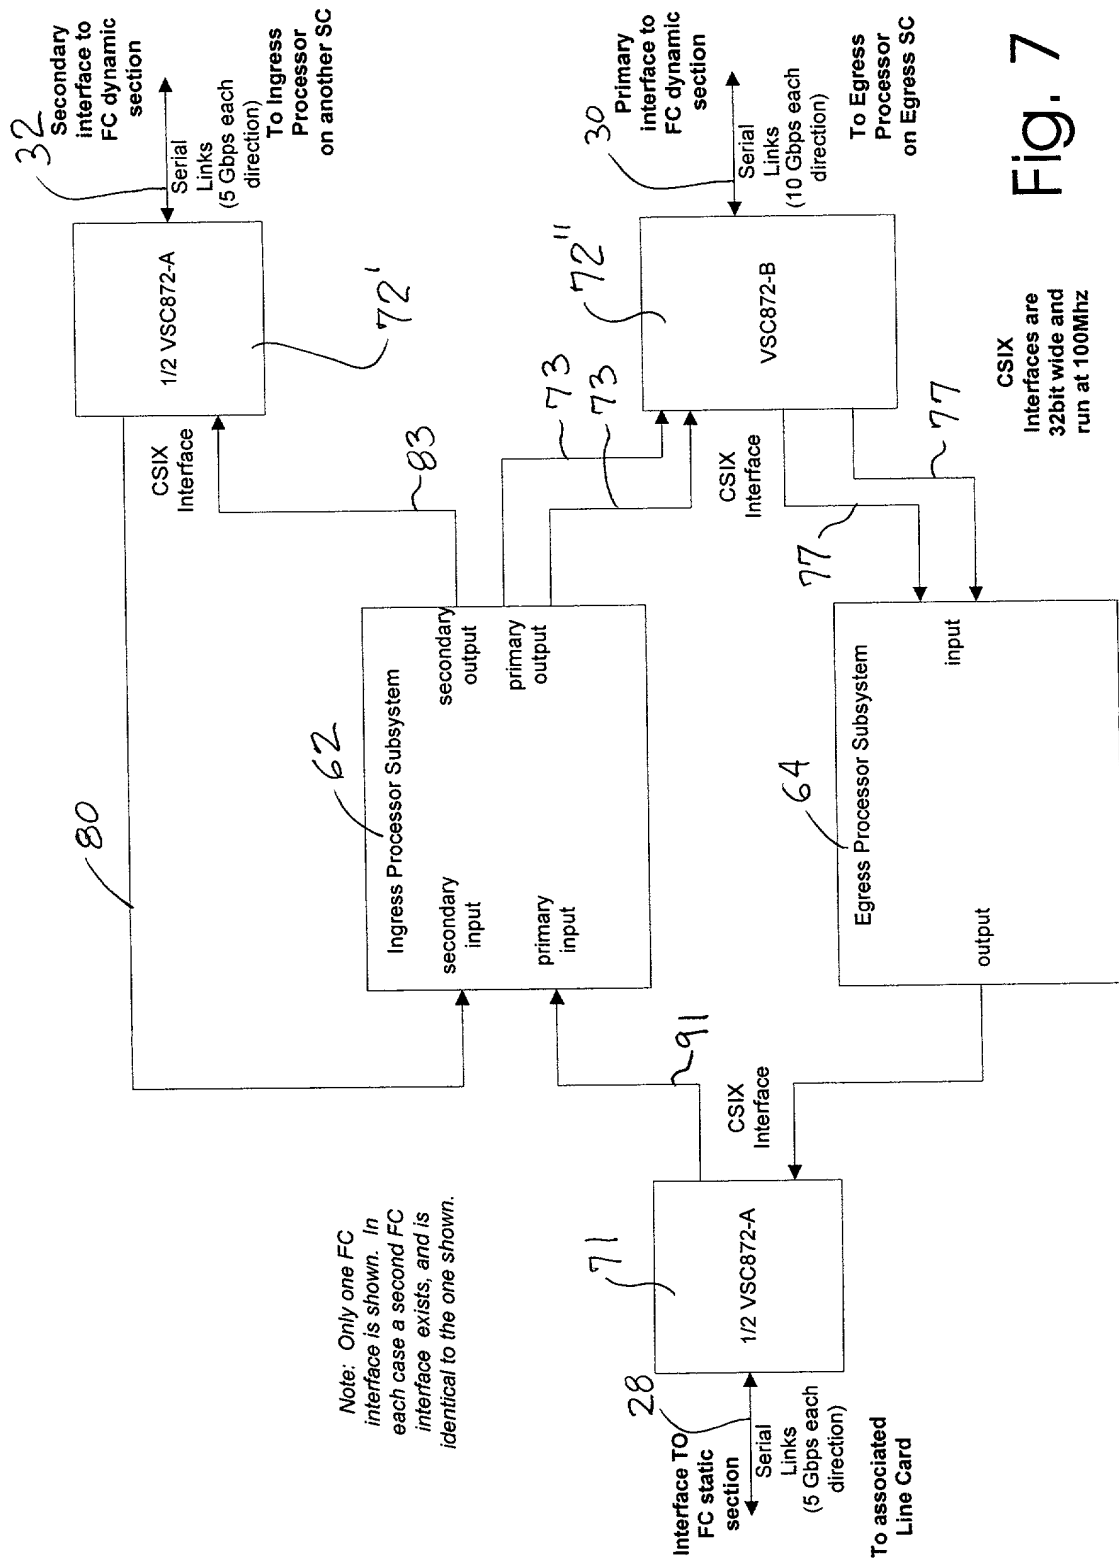 Secondary
interface to
FC dynamic
section
32
Serial
Links
(5 Gbps each
direction)
To Ingress
Processor
on another SC
1/2 VSC872-A
72'
CSIX
Interface
80
83
Primary
interface to
FC dynamic
section
30
Serial
Links
(10 Gbps each
direction)
To Egress
Processor
on Egress SC
VSC872-B
72"
73
73
CSIX
Interface
77
77
Ingress Processor Subsystem
62
secondary
input
primary
input
secondary
output
primary
output
Egress Processor Subsystem
64
output
input
Note: Only one FC
interface is shown. In
each case a second FC
interface exists, and is
identical to the one shown.
91
CSIX
Interface
1/2 VSC872-A
71
28
Interface TO
FC static
section
Serial
Links
(5 Gbps each
direction)
To associated
Line Card
CSIX
Interfaces are
32bit wide and
run at 100Mhz
Fig. 7